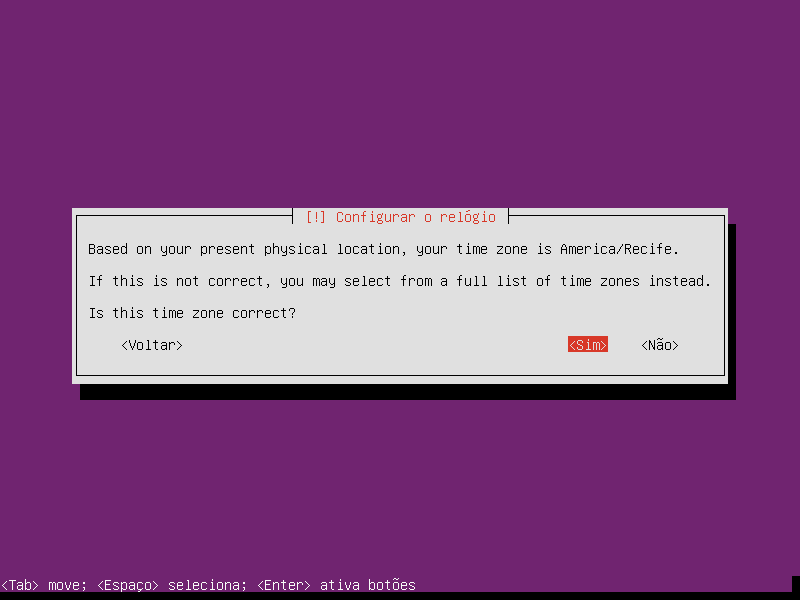 [!] Configurar o relógio
Based on your present physical location, your time zone is America/Recife.
If this is not correct, you may select from a full list of time zones instead.
Is this time zone correct?
<Voltar> <Sim> <Não>
<Tab> move; <Espaço> seleciona; <Enter> ativa botões